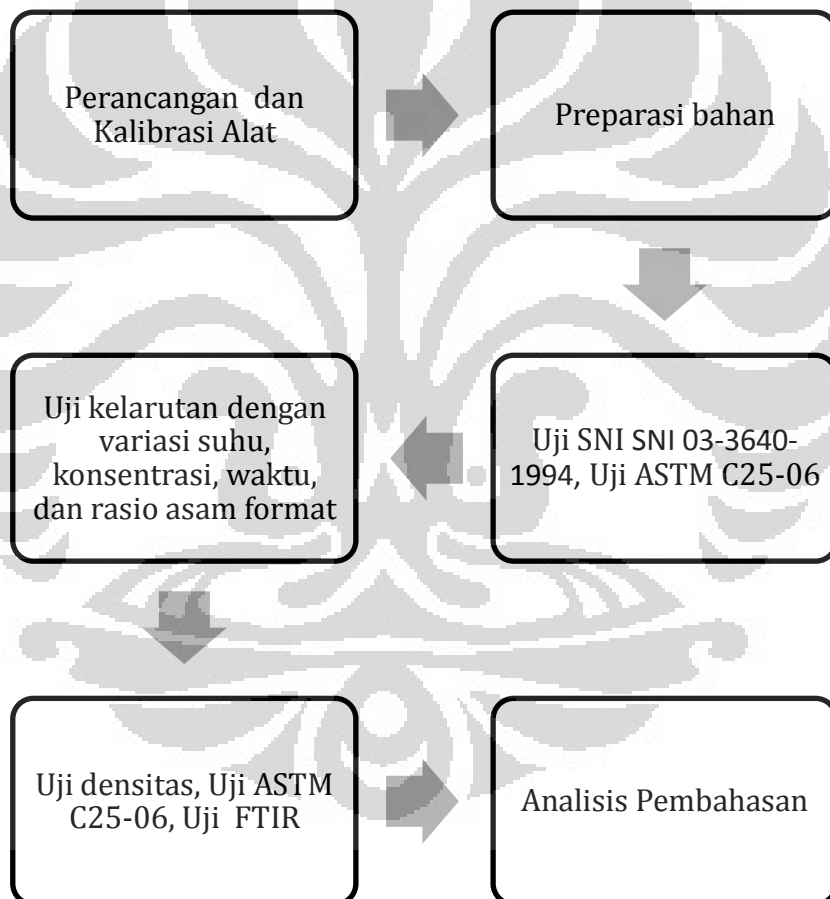 Perancangan dan
Kalibrasi Alat
Preparasi bahan
Uji SNI SNI 03-3640-
1994, Uji ASTM C25-06
Uji kelarutan dengan
variasi suhu,
konsentrasi, waktu,
dan rasio asam format
Uji densitas, Uji ASTM
C25-06, Uji FTIR
Analisis Pembahasan